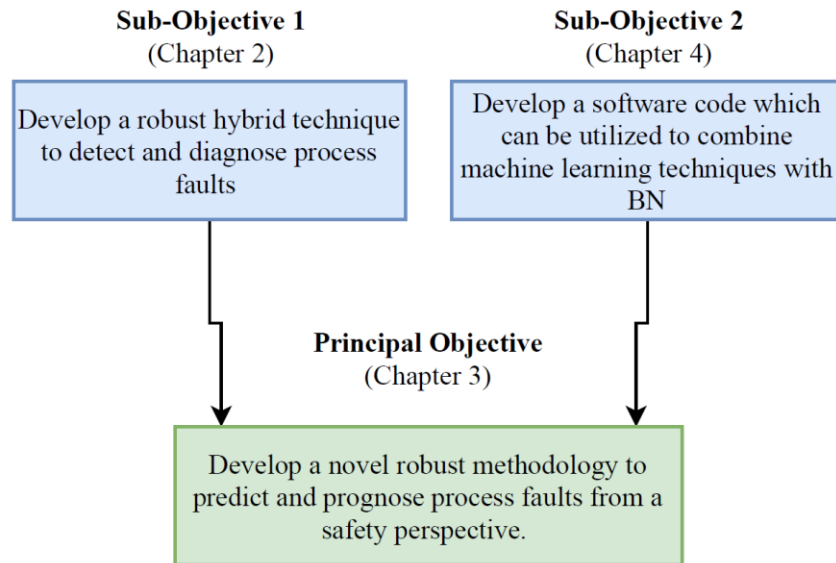 Sub-Objective 1
(Chapter 2)
Develop a robust hybrid technique
to detect and diagnose process
faults
Sub-Objective 2
(Chapter 4)
Develop a software code which
can be utilized to combine
machine learning techniques with
BN
Principal Objective
(Chapter 3)
Develop a novel robust methodology to
predict and prognose process faults from a
safety perspective.